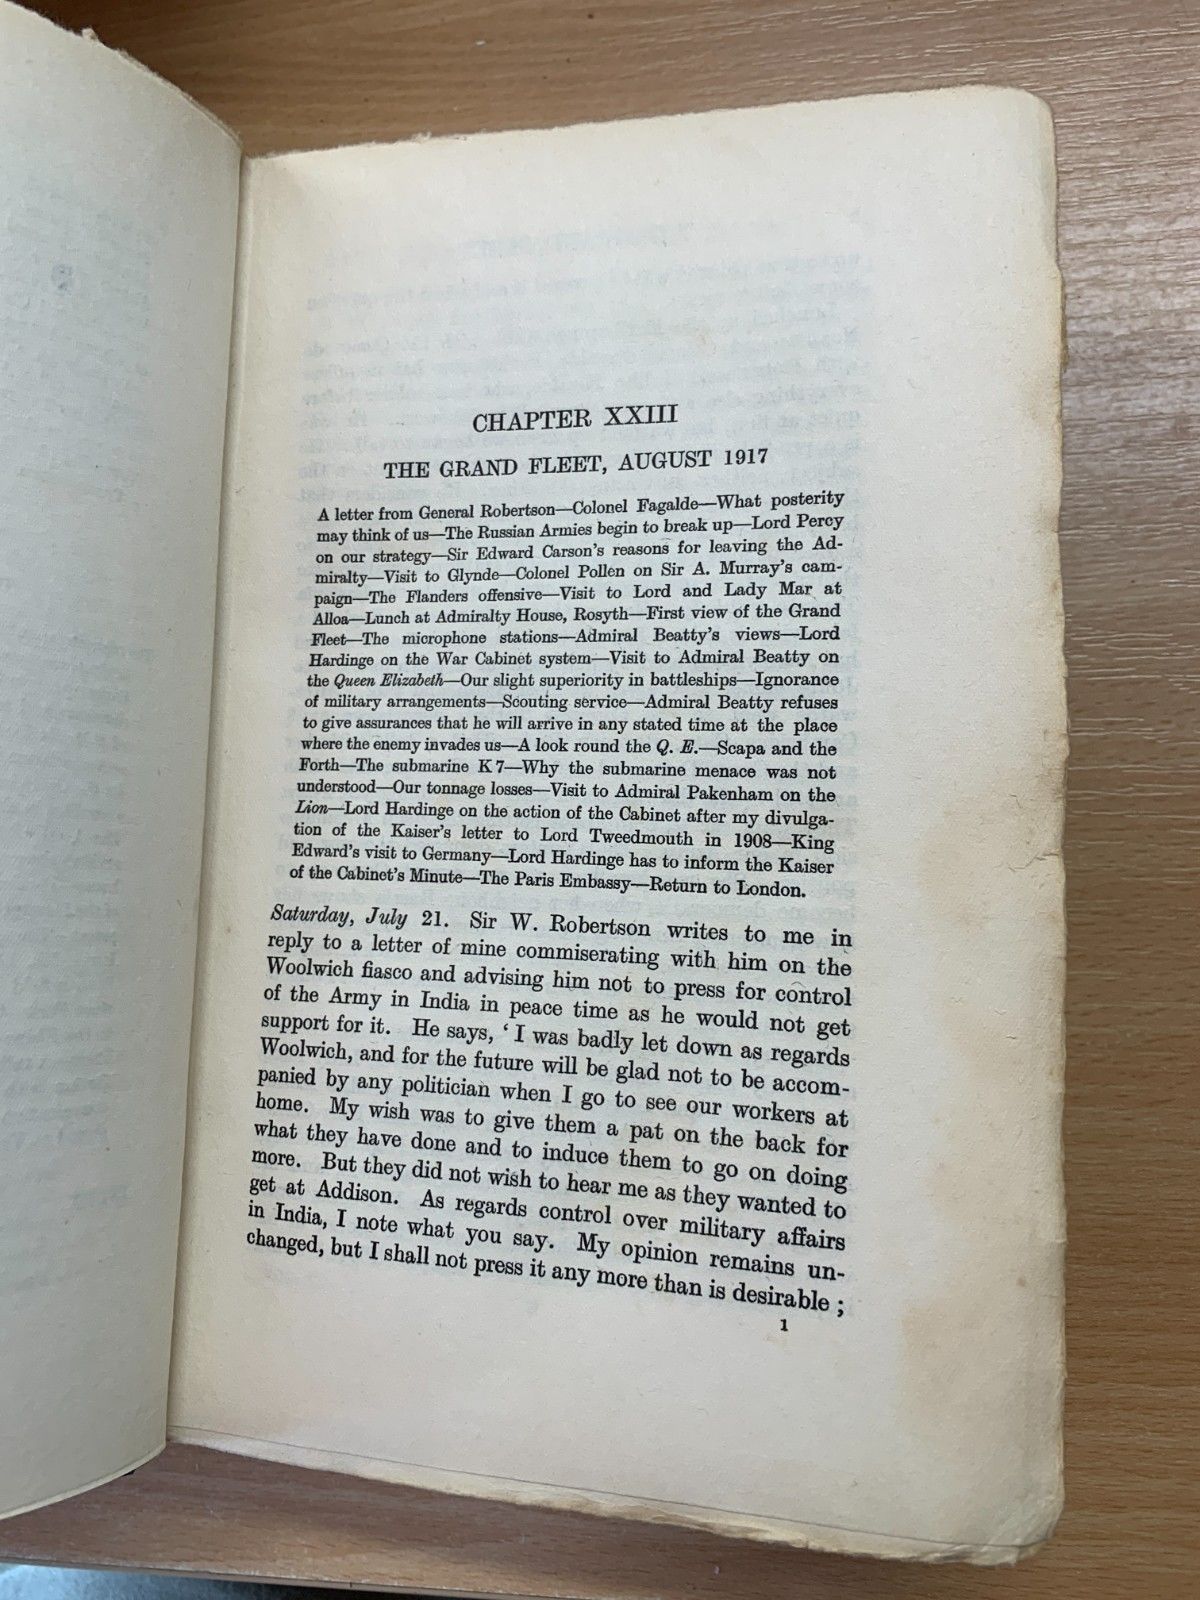 CHAPTER XXIII
THE GRAND FLEET, AUGUST 1917
A letter from General Robertson—Colonel Fagalde—What posterity
may think of us—The Russian Armies begin to break up—Lord Percy
on our strategy—Sir Edward Carson's reasons for leaving the Ad-
miralty—Visit to Glynde—Colonel Pollen on Sir A. Murray's cam-
paign—The Flanders offensive—Visit to Lord and Lady Mar at
Alloa—Lunch at Admiralty House, Rosyth—First view of the Grand
Fleet—The microphone stations—Admiral Beatty's views—Lord
Hardinge on the War Cabinet system—Visit to Admiral Beatty on
the Queen Elizabeth—Our slight superiority in battleships—Ignorance
of military arrangements—Scouting service—Admiral Beatty refuses
to give assurances that he will arrive in any stated time at the place
where the enemy invades us—A look round the Q. E.—Scapa and the
Forth—The submarine K 7—Why the submarine menace was not
understood—Our tonnage losses—Visit to Admiral Pakenham on the
Lion—Lord Hardinge on the action of the Cabinet after my divulga-
tion of the Kaiser's letter to Lord Tweedmouth in 1908—King
Edward's visit to Germany—Lord Hardinge has to inform the Kaiser
of the Cabinet's Minute—The Paris Embassy—Return to London.
Saturday, July 21. Sir W. Robertson writes to me in
reply to a letter of mine commiserating with him on the
Woolwich fiasco and advising him not to press for control
of the Army in India in peace time as he would not get
support for it. He says, ' I was badly let down as regards
Woolwich, and for the future will be glad not to be accom-
panied by any politician when I go to see our workers at
home. My wish was to give them a pat on the back for
what they have done and to induce them to go on doing
more. But they did not wish to hear me as they wanted to
get at Addison. As regards control over military affairs
in India, I note what you say. My opinion remains un-
changed, but I shall not press it any more than is desirable ;
1